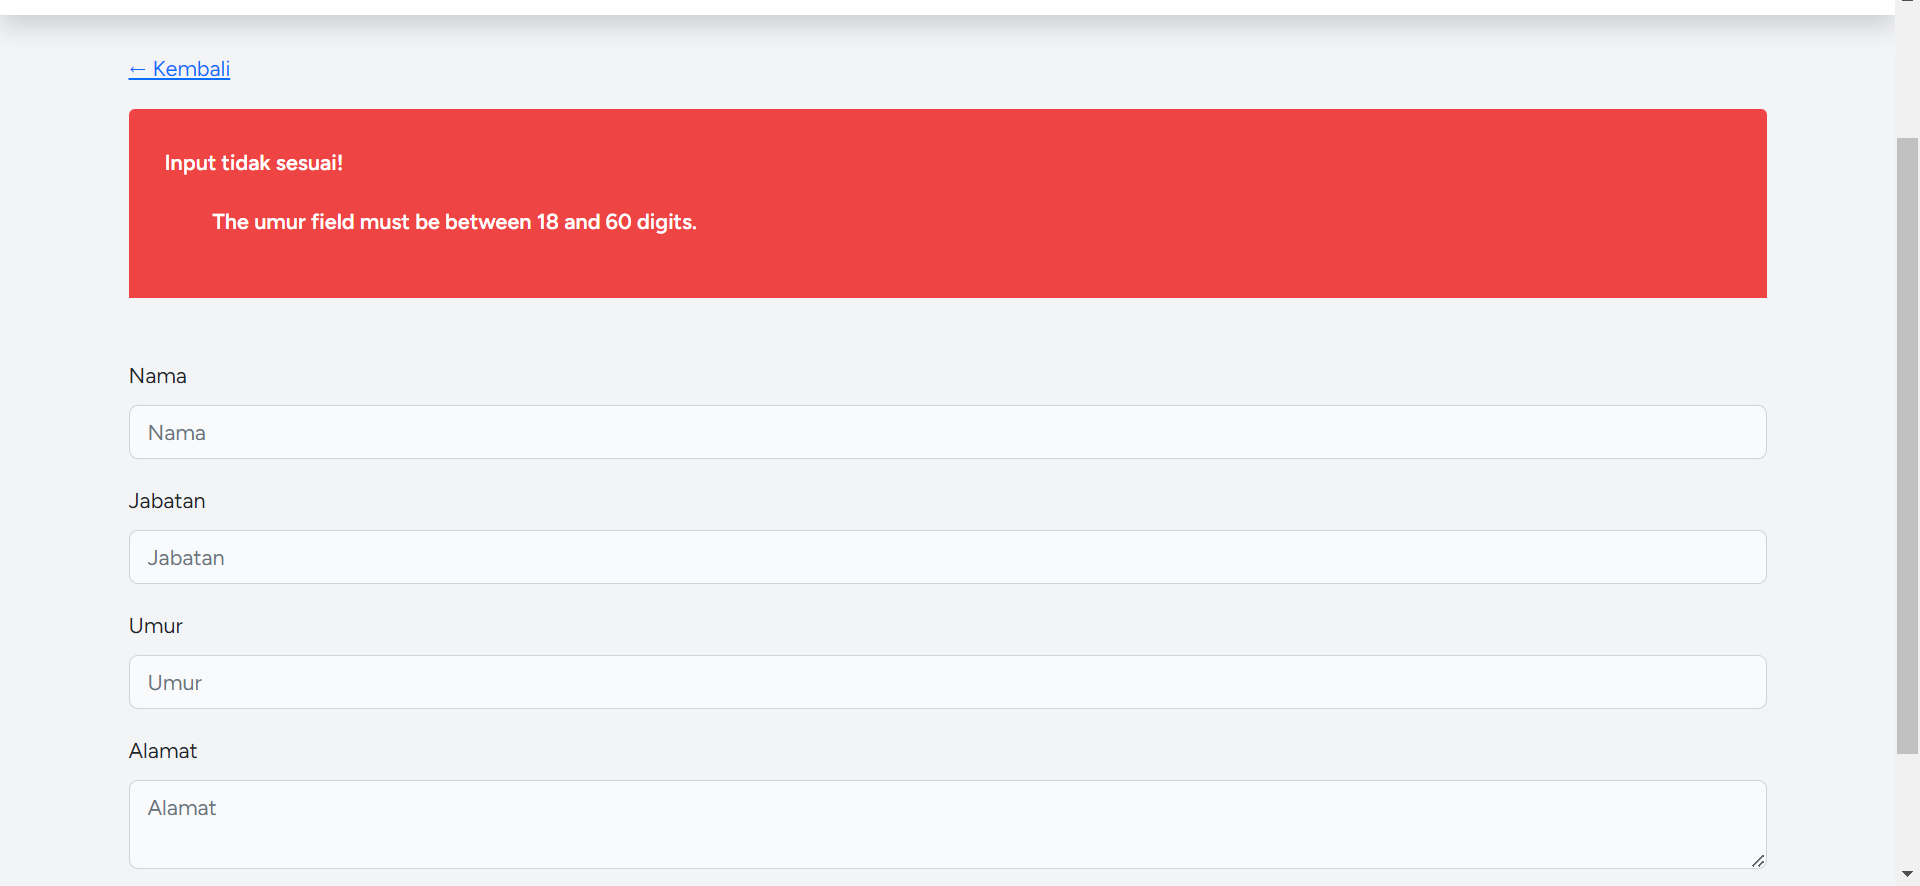 ← Kembali
Input tidak sesuai!
The umur field must be between 18 and 60 digits.
Nama
Nama
Jabatan
Jabatan
Umur
Umur
Alamat
Alamat